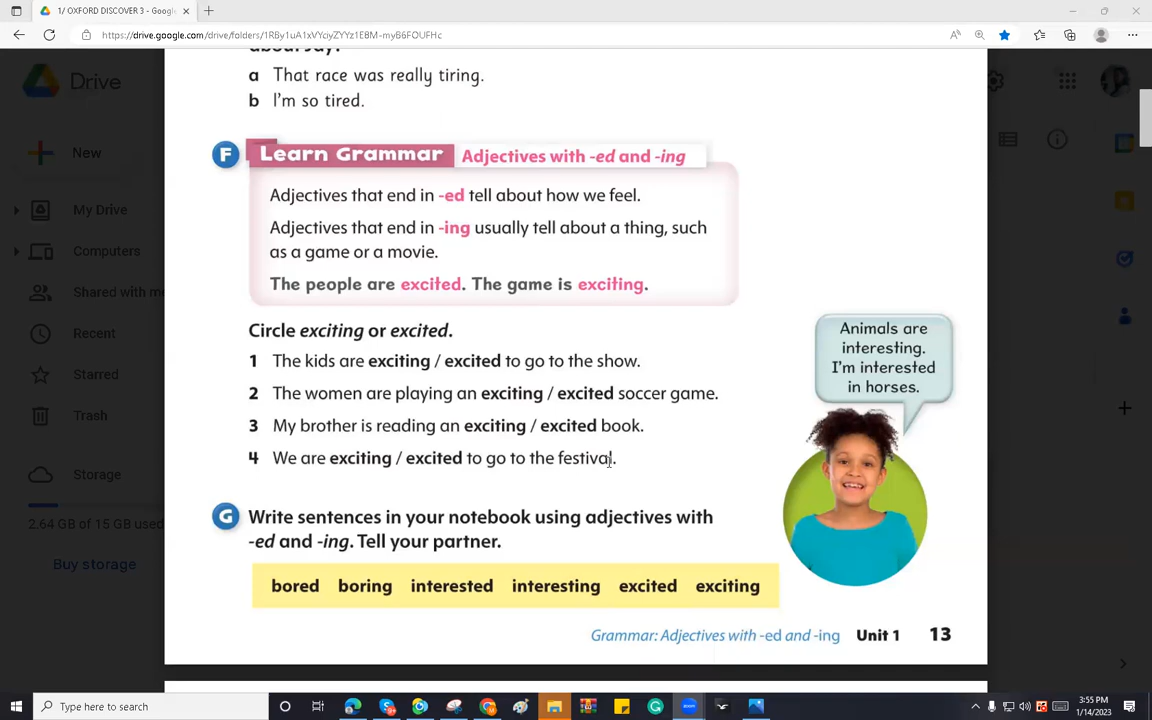 1/ OXFORD DISCOVER 3 - Googl
https://drive.google.com/drive/folders/1RBy1uA1xVYciyZYYz1E8M-myB6FOUFHc
Drive
New
My Drive
Computers
Shared with me
Recent
Starred
Trash
Storage
2.64 GB of 15 GB used
Buy storage
about Jay?
a That race was really tiring.
b I'm so tired.
F Learn Grammar Adjectives with -ed and -ing
Adjectives that end in -ed tell about how we feel.
Adjectives that end in -ing usually tell about a thing, such
as a game or a movie.
The people are excited. The game is exciting.
Circle exciting or excited.
1 The kids are exciting / excited to go to the show.
2 The women are playing an exciting / excited soccer game.
3 My brother is reading an exciting / excited book.
4 We are exciting / excited to go to the festival.
Animals are
interesting.
I'm interested
in horses.
G Write sentences in your notebook using adjectives with
-ed and -ing. Tell your partner.
bored boring interested interesting excited exciting
Grammar: Adjectives with -ed and -ing Unit 1 13
Type here to search
3:55 PM
1/14/2023